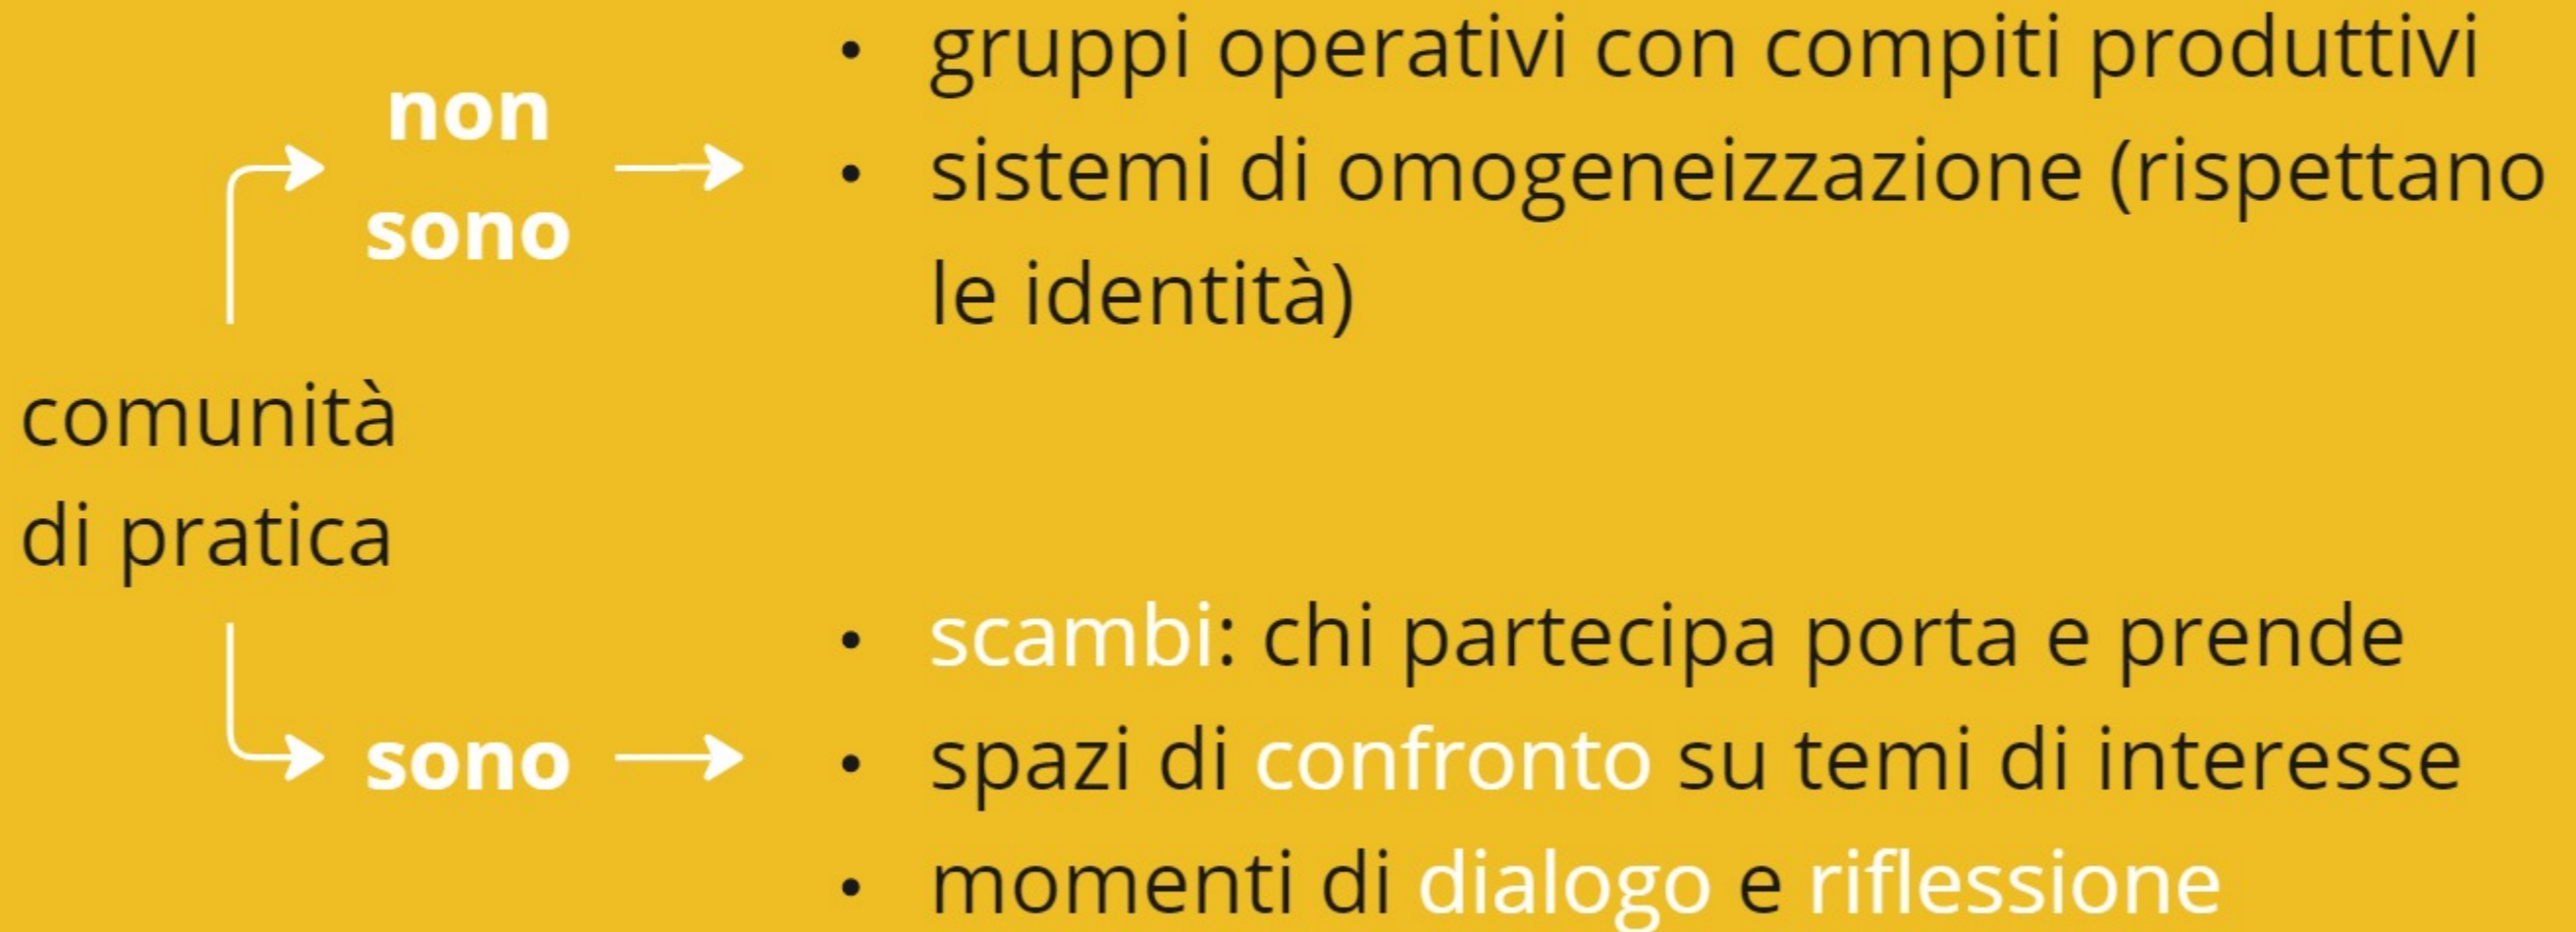 non
sono
• gruppi operativi con compiti produttivi
• sistemi di omogeneizzazione (rispettano
le identità)
comunità
di pratica
sono
• scambi: chi partecipa porta e prende
• spazi di confronto su temi di interesse
• momenti di dialogo e riflessione